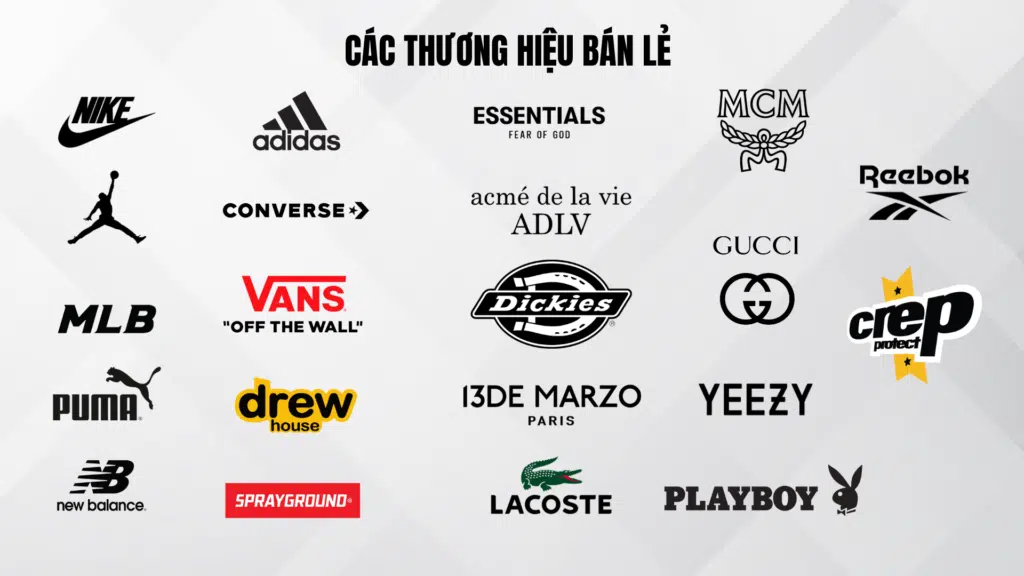 CÁC THƯƠNG HIỆU BÁN LẺ
NIKE
adidas
ESSENTIALS
FEAR OF GOD
MCM
Reebok
CONVERSE
acmé de la vie
ADLV
GUCCI
MLB
VANS
"OFF THE WALL"
Dickies®
crep
protect
PUMA®
drew
house
13DE MARZO
PARIS
YEEZY
NB
new balance.
SPRAYGROUND®
LACOSTE
PLAYBOY